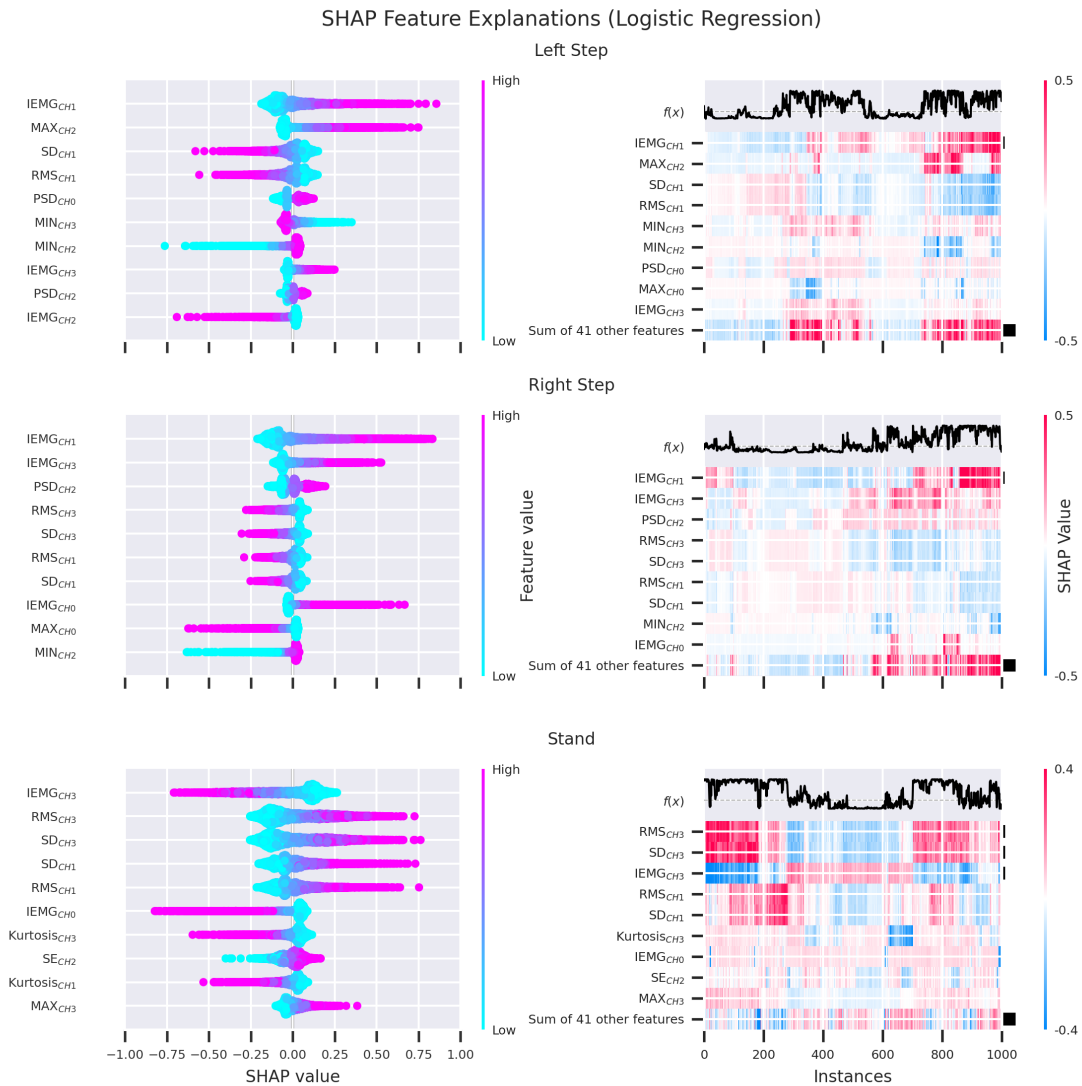 SHAP Feature Explanations (Logistic Regression)
Left Step
IEMG_CH1
MAX_CH2
SD_CH1
RMS_CH1
PSD_CH0
MIN_CH3
MIN_CH2
IEMG_CH3
PSD_CH2
IEMG_CH2
High
Low
f(x)
IEMG_CH1
MAX_CH2
SD_CH1
RMS_CH1
MIN_CH3
MIN_CH2
PSD_CH0
MAX_CH0
IEMG_CH3
Sum of 41 other features
0.5
-0.5
Right Step
IEMG_CH1
IEMG_CH3
PSD_CH2
RMS_CH3
SD_CH3
RMS_CH1
SD_CH1
IEMG_CH0
MAX_CH0
MIN_CH2
High
Low
Feature value
f(x)
IEMG_CH1
IEMG_CH3
PSD_CH2
RMS_CH3
SD_CH3
RMS_CH1
SD_CH1
MIN_CH2
IEMG_CH0
Sum of 41 other features
0.5
-0.5
SHAP Value
Stand
IEMG_CH3
RMS_CH3
SD_CH3
SD_CH1
RMS_CH1
IEMG_CH0
Kurtosis_CH3
SE_CH2
Kurtosis_CH1
MAX_CH3
−1.00 −0.75 −0.50 −0.25 0.00 0.25 0.50 0.75 1.00
SHAP value
High
Low
f(x)
RMS_CH3
SD_CH3
IEMG_CH3
RMS_CH1
SD_CH1
Kurtosis_CH3
IEMG_CH0
SE_CH2
MAX_CH3
Sum of 41 other features
0 200 400 600 800 1000
Instances
0.4
-0.4